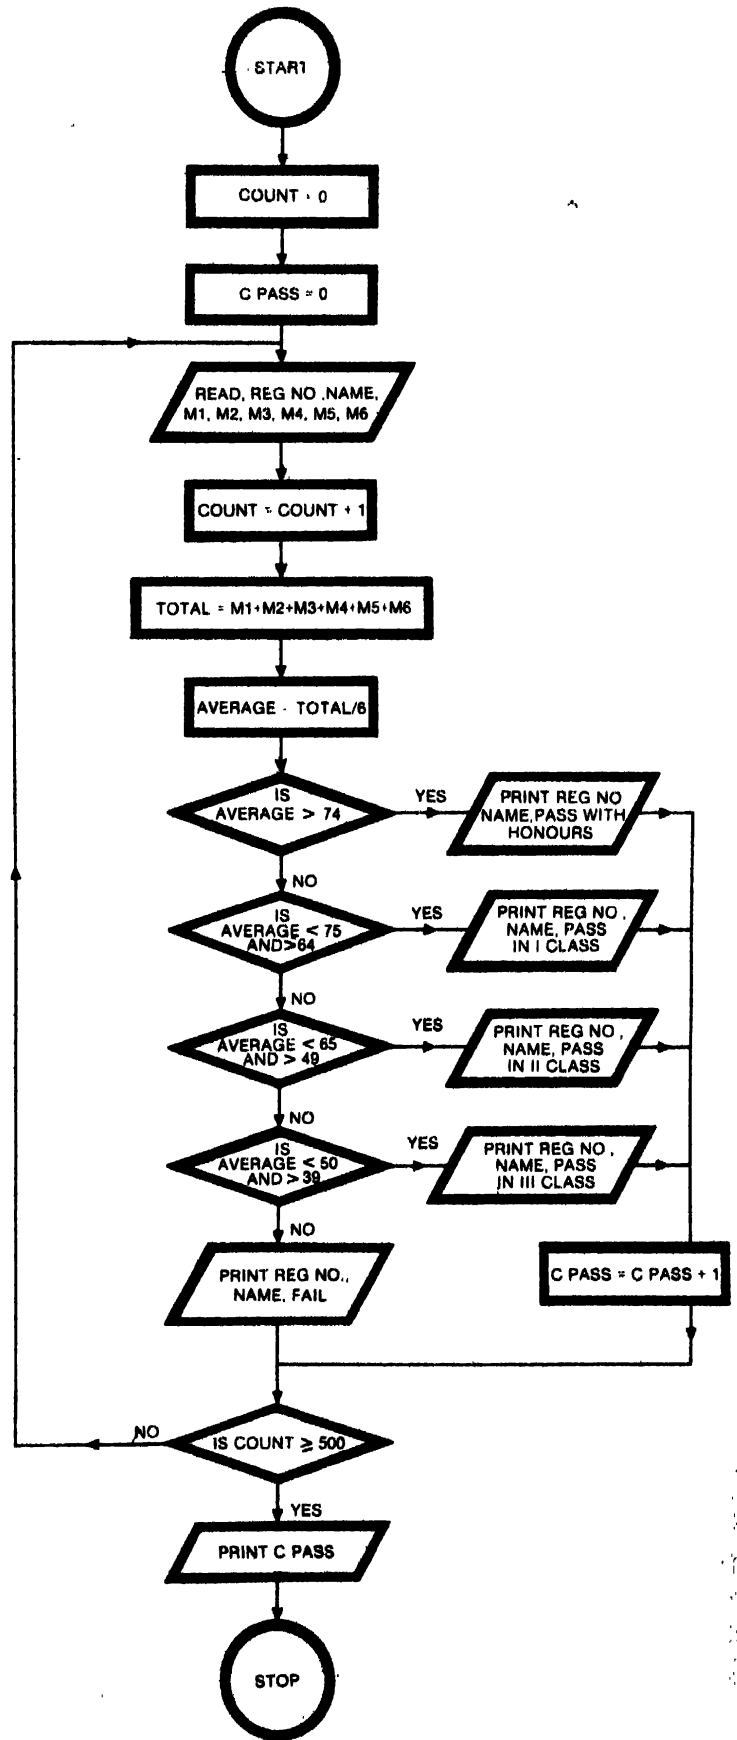 START
COUNT = 0
C PASS = 0
READ, REG NO ,NAME,
M1, M2, M3, M4, M5, M6
COUNT = COUNT + 1
TOTAL = M1+M2+M3+M4+M5+M6
AVERAGE - TOTAL/6
IS
AVERAGE > 74
YES
PRINT REG NO
NAME, PASS WITH
HONOURS
NO
IS
AVERAGE < 75
AND>64
YES
PRINT REG NO ,
NAME, PASS
IN I CLASS
NO
IS
AVERAGE < 65
AND > 49
YES
PRINT REG NO ,
NAME, PASS
IN II CLASS
NO
IS
AVERAGE < 50
AND > 39
YES
PRINT REG NO ,
NAME, PASS
IN III CLASS
NO
PRINT REG NO.,
NAME, FAIL
C PASS = C PASS + 1
IS COUNT ≥ 500
NO
YES
PRINT C PASS
STOP